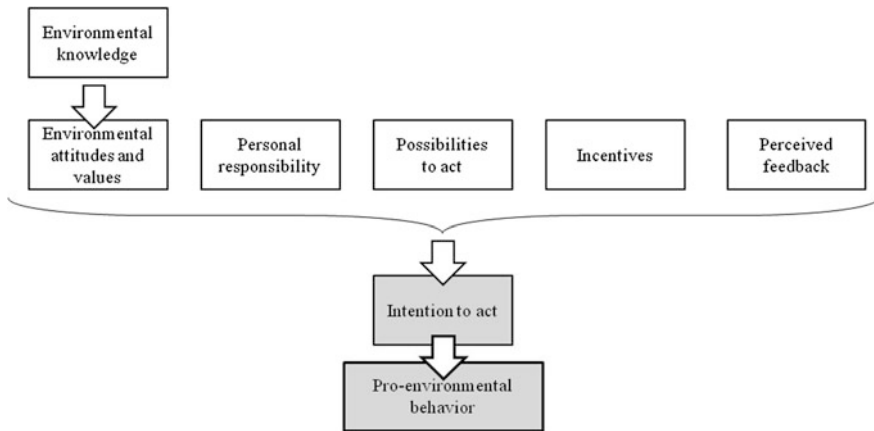 Environmental
knowledge
Environmental
attitudes and
values
Personal
responsibility
Possibilities
to act
Incentives
Perceived
feedback
Intention to act
Pro-environmental
behavior